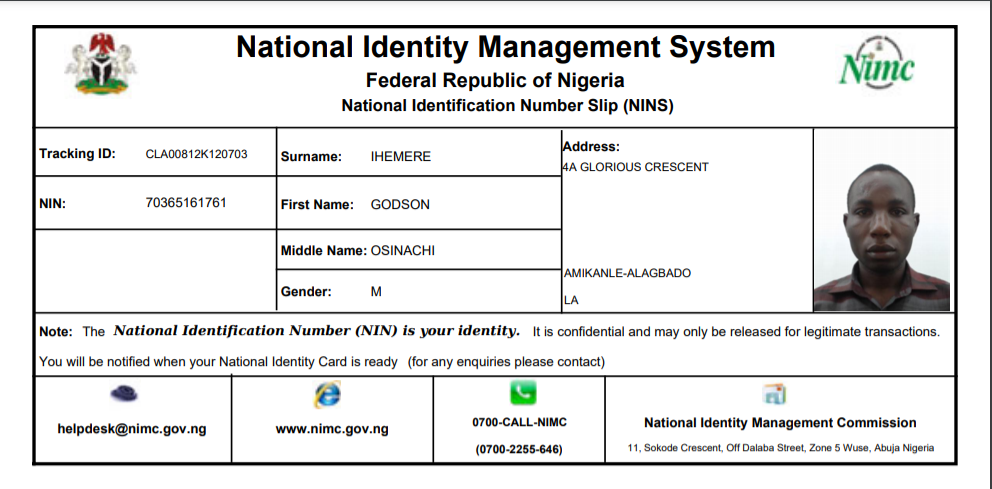 National Identity Management System
Federal Republic of Nigeria
National Identification Number Slip (NINS)
Nimc
Tracking ID: CLA00812K120703
Surname: IHEMERE
Address:
4A GLORIOUS CRESCENT
NIN: 70365161761
First Name: GODSON
Middle Name: OSINACHI
AMIKANLE-ALAGBADO
Gender: M
LA
Note: The National Identification Number (NIN) is your identity. It is confidential and may only be released for legitimate transactions.
You will be notified when your National Identity Card is ready (for any enquiries please contact)
helpdesk@nimc.gov.ng
www.nimc.gov.ng
0700-CALL-NIMC
(0700-2255-646)
National Identity Management Commission
11, Sokode Crescent, Off Dalaba Street, Zone 5 Wuse, Abuja Nigeria